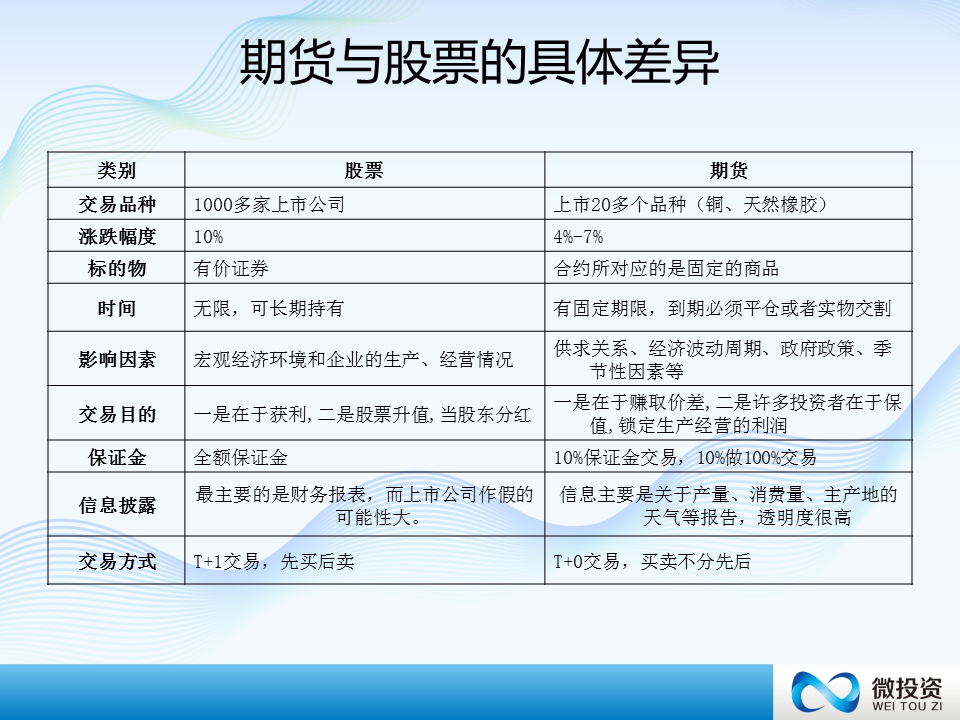 期货与股票的具体差异
类别 股票 期货
交易品种 1000多家上市公司 上市20多个品种（铜、天然橡胶）
涨跌幅度 10% 4%-7%
标的物 有价证券 合约所对应的是固定的商品
时间 无限，可长期持有 有固定期限，到期必须平仓或者实物交割
影响因素 宏观经济环境和企业的生产、经营情况 供求关系、经济波动周期、政府政策、季
节性因素等
交易目的 一是在于获利,二是股票升值,当股东分红 一是在于赚取价差,二是许多投资者在于保
值,锁定生产经营的利润
保证金 全额保证金 10%保证金交易，10%做100%交易
信息披露 最主要的是财务报表，而上市公司作假的
可能性大。 信息主要是关于产量、消费量、主产地的
天气等报告，透明度很高
交易方式 T+1交易，先买后卖 T+0交易，买卖不分先后
微投资
WEI TOU ZI